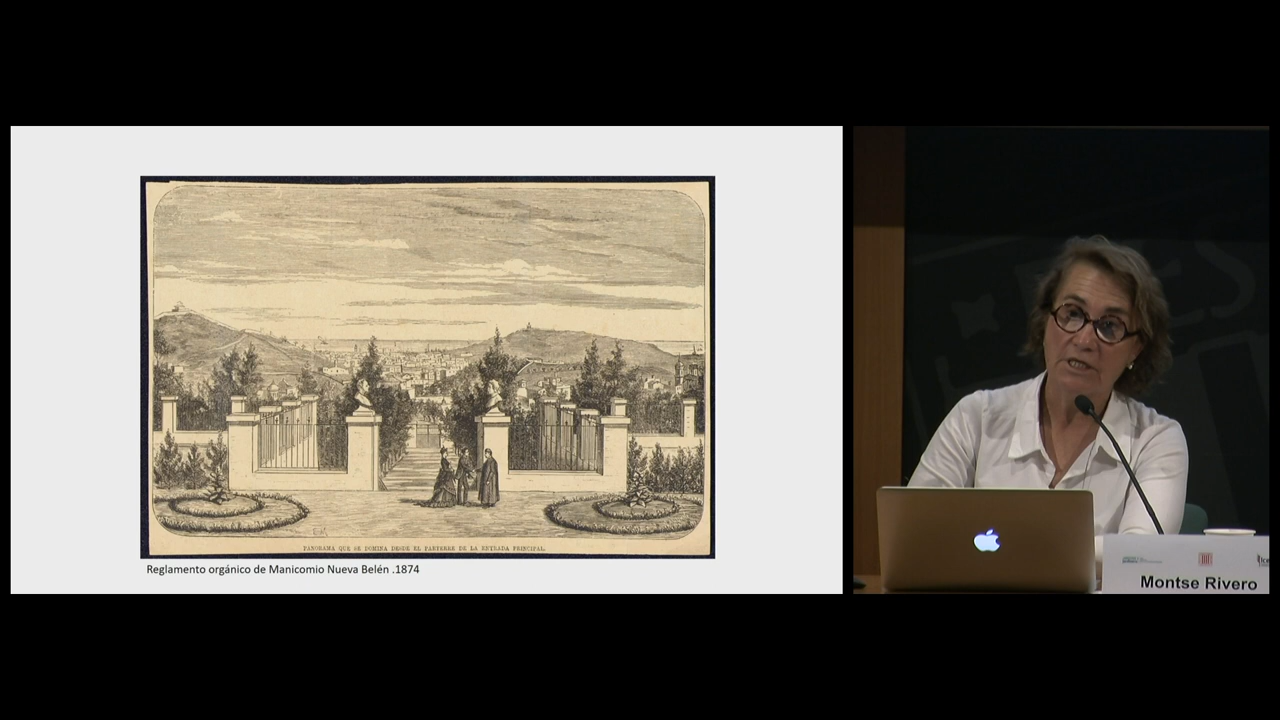 PANORAMA QUE SE DOMINA DESDE EL PARTERRE DE LA ENTRADA PRINCIPAL.
Reglamento orgánico de Manicomio Nueva Belén .1874
Montse Rivero